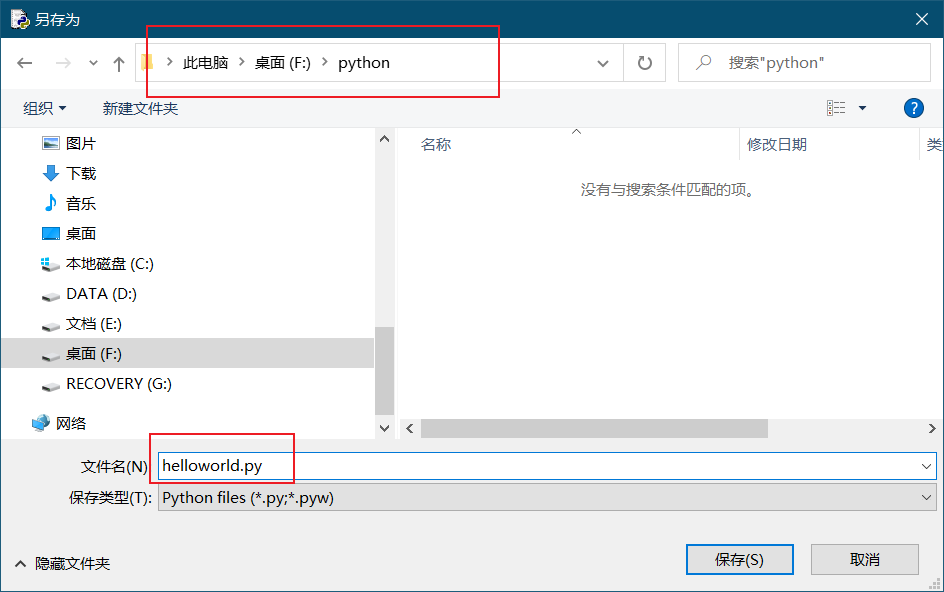 另存为
此电脑 > 桌面 (F:) > python
搜索"python"
组织
新建文件夹
图片
下载
音乐
桌面
本地磁盘 (C:)
DATA (D:)
文档 (E:)
桌面 (F:)
RECOVERY (G:)
网络
名称
修改日期
类
没有与搜索条件匹配的项。
文件名(N):
helloworld.py
保存类型(T):
Python files (*.py;*.pyw)
隐藏文件夹
保存(S)
取消